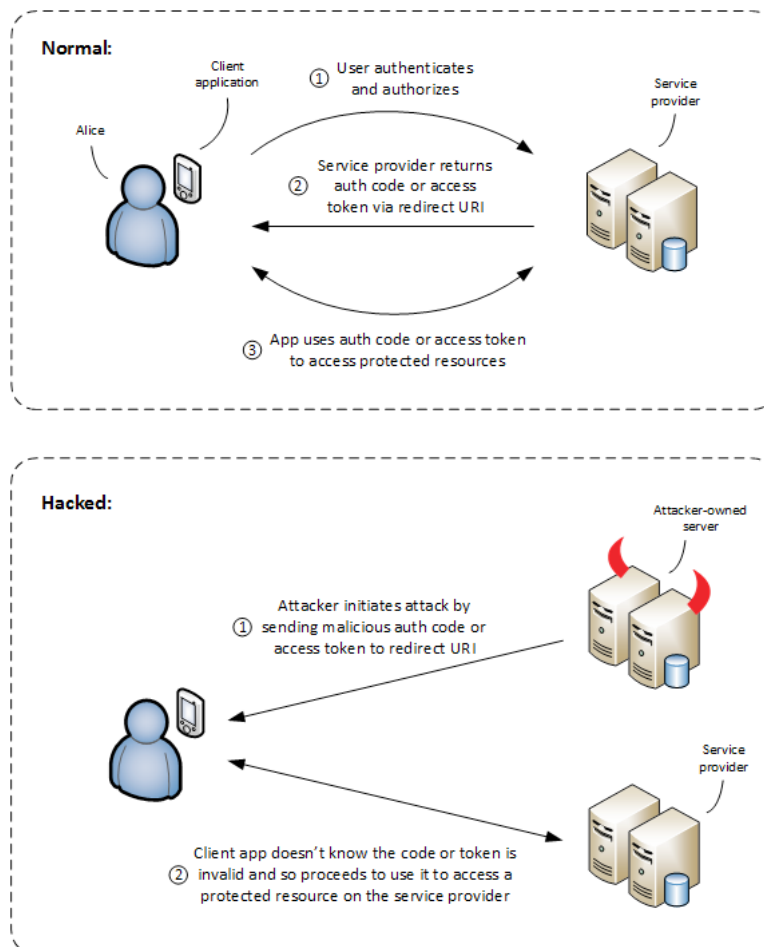 Normal:
Client
application
Alice
① User authenticates
and authorizes
Service
provider
Service provider returns
② auth code or access
token via redirect URI
③ App uses auth code or access token
to access protected resources
Hacked:
Attacker-owned
server
Attacker initiates attack by
① sending malicious auth code or
access token to redirect URI
Service
provider
Client app doesn't know the code or token is
② invalid and so proceeds to use it to access a
protected resource on the service provider